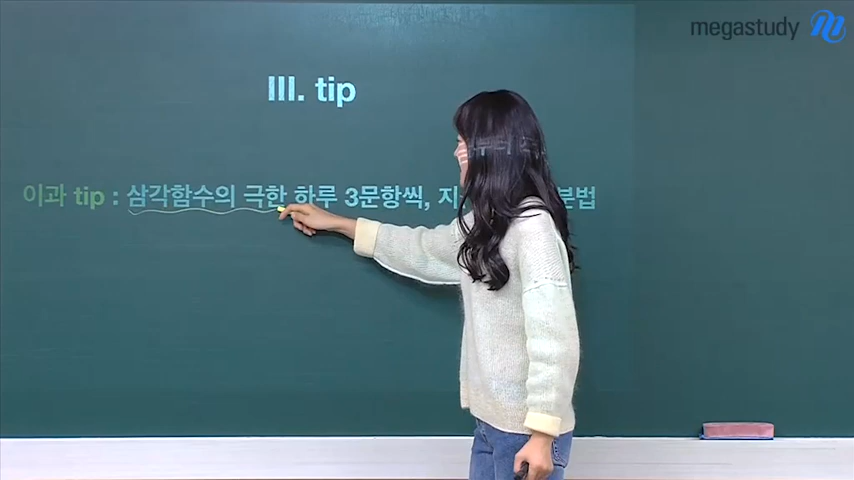 megastudy
III. tip
이과 tip : 삼각함수의 극한 하루 3문항씩, 지 분법